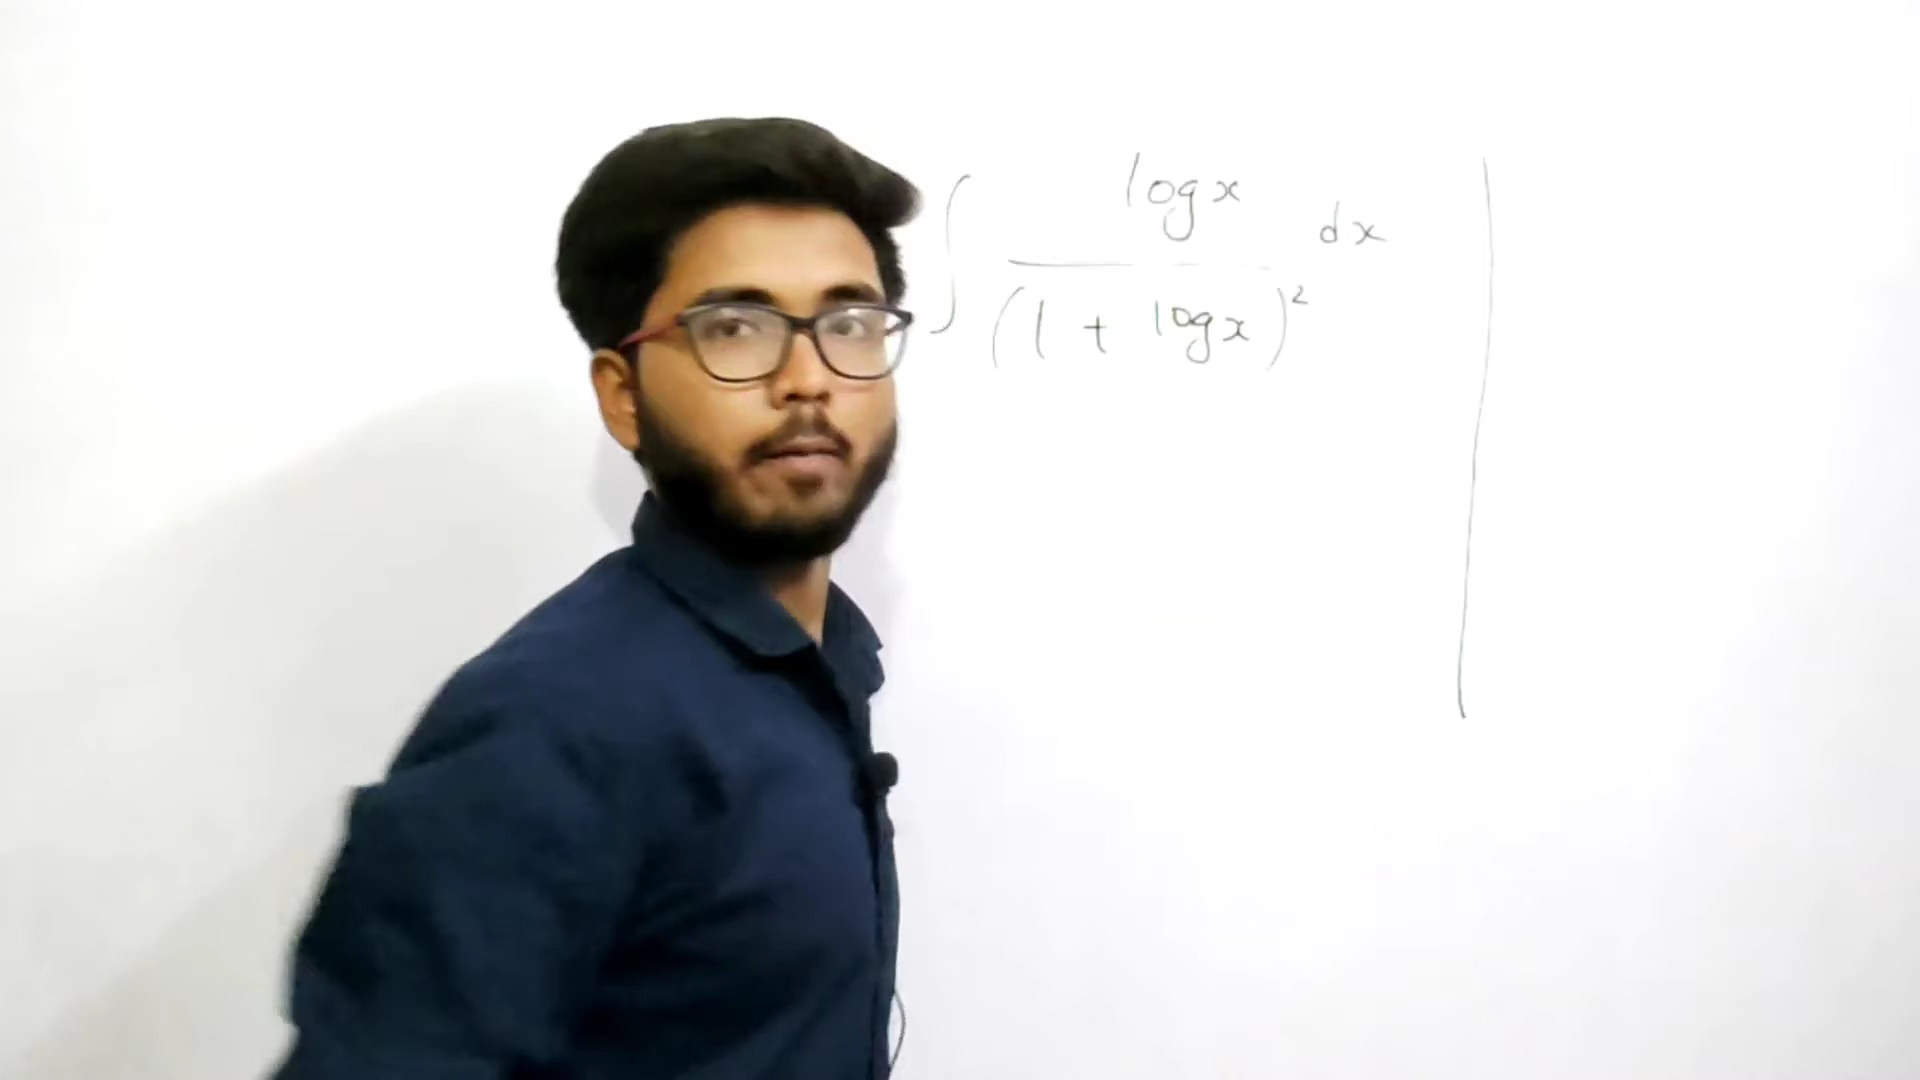 ∫ log x / (1 + log x)² dx